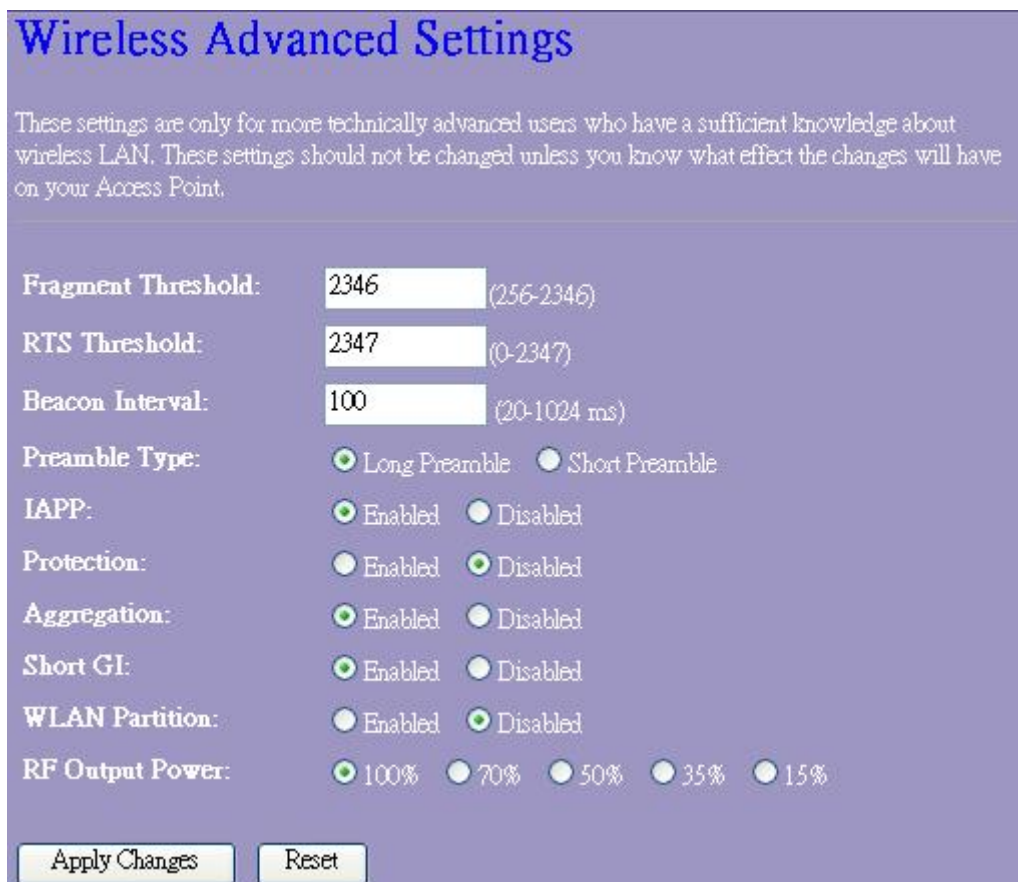 Wireless Advanced Settings
These settings are only for more technically advanced users who have a sufficient knowledge about
wireless LAN. These settings should not be changed unless you know what effect the changes will have
on your Access Point.
Fragment Threshold: 2346 (256-2346)
RTS Threshold: 2347 (0-2347)
Beacon Interval: 100 (20-1024 ms)
Preamble Type: Long Preamble Short Preamble
IAPP: Enabled Disabled
Protection: Enabled Disabled
Aggregation: Enabled Disabled
Short GI: Enabled Disabled
WLAN Partition: Enabled Disabled
RF Output Power: 100% 70% 50% 35% 15%
Apply Changes Reset